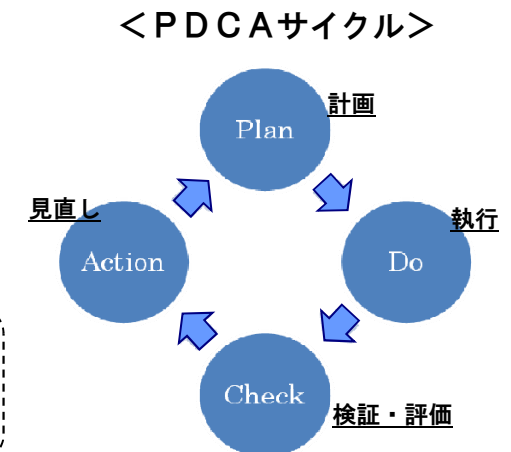 ＜ＰＤＣＡサイクル＞
Plan
計画
見直し
執行
Action
Do
Check
検証・評価